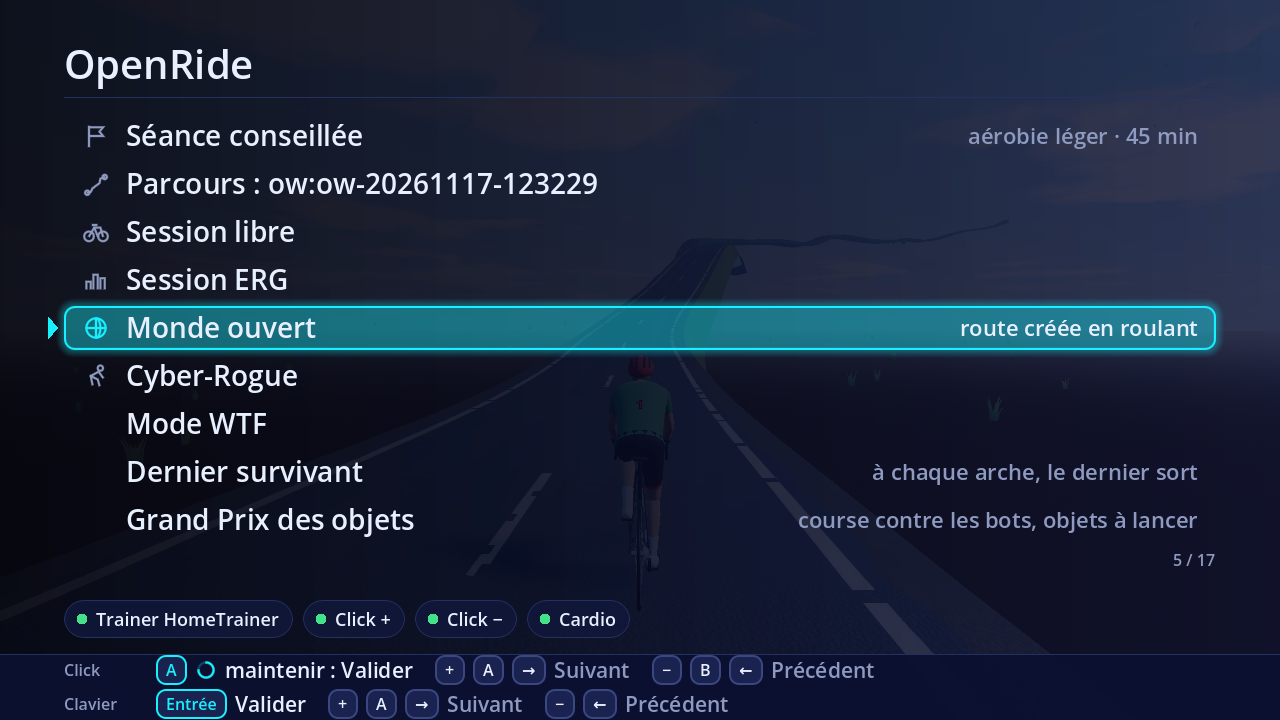 OpenRide
Séance conseillée aérobie léger · 45 min
Parcours : ow:ow-20261117-123229
Session libre
Session ERG
Monde ouvert route créée en roulant
Cyber-Rogue
Mode WTF
Dernier survivant à chaque arche, le dernier sort
Grand Prix des objets course contre les bots, objets à lancer
5 / 17
Trainer HomeTrainer Click + Click − Cardio
Click A maintenir : Valider + A → Suivant − B ← Précédent
Clavier Entrée Valider + A → Suivant − ← Précédent